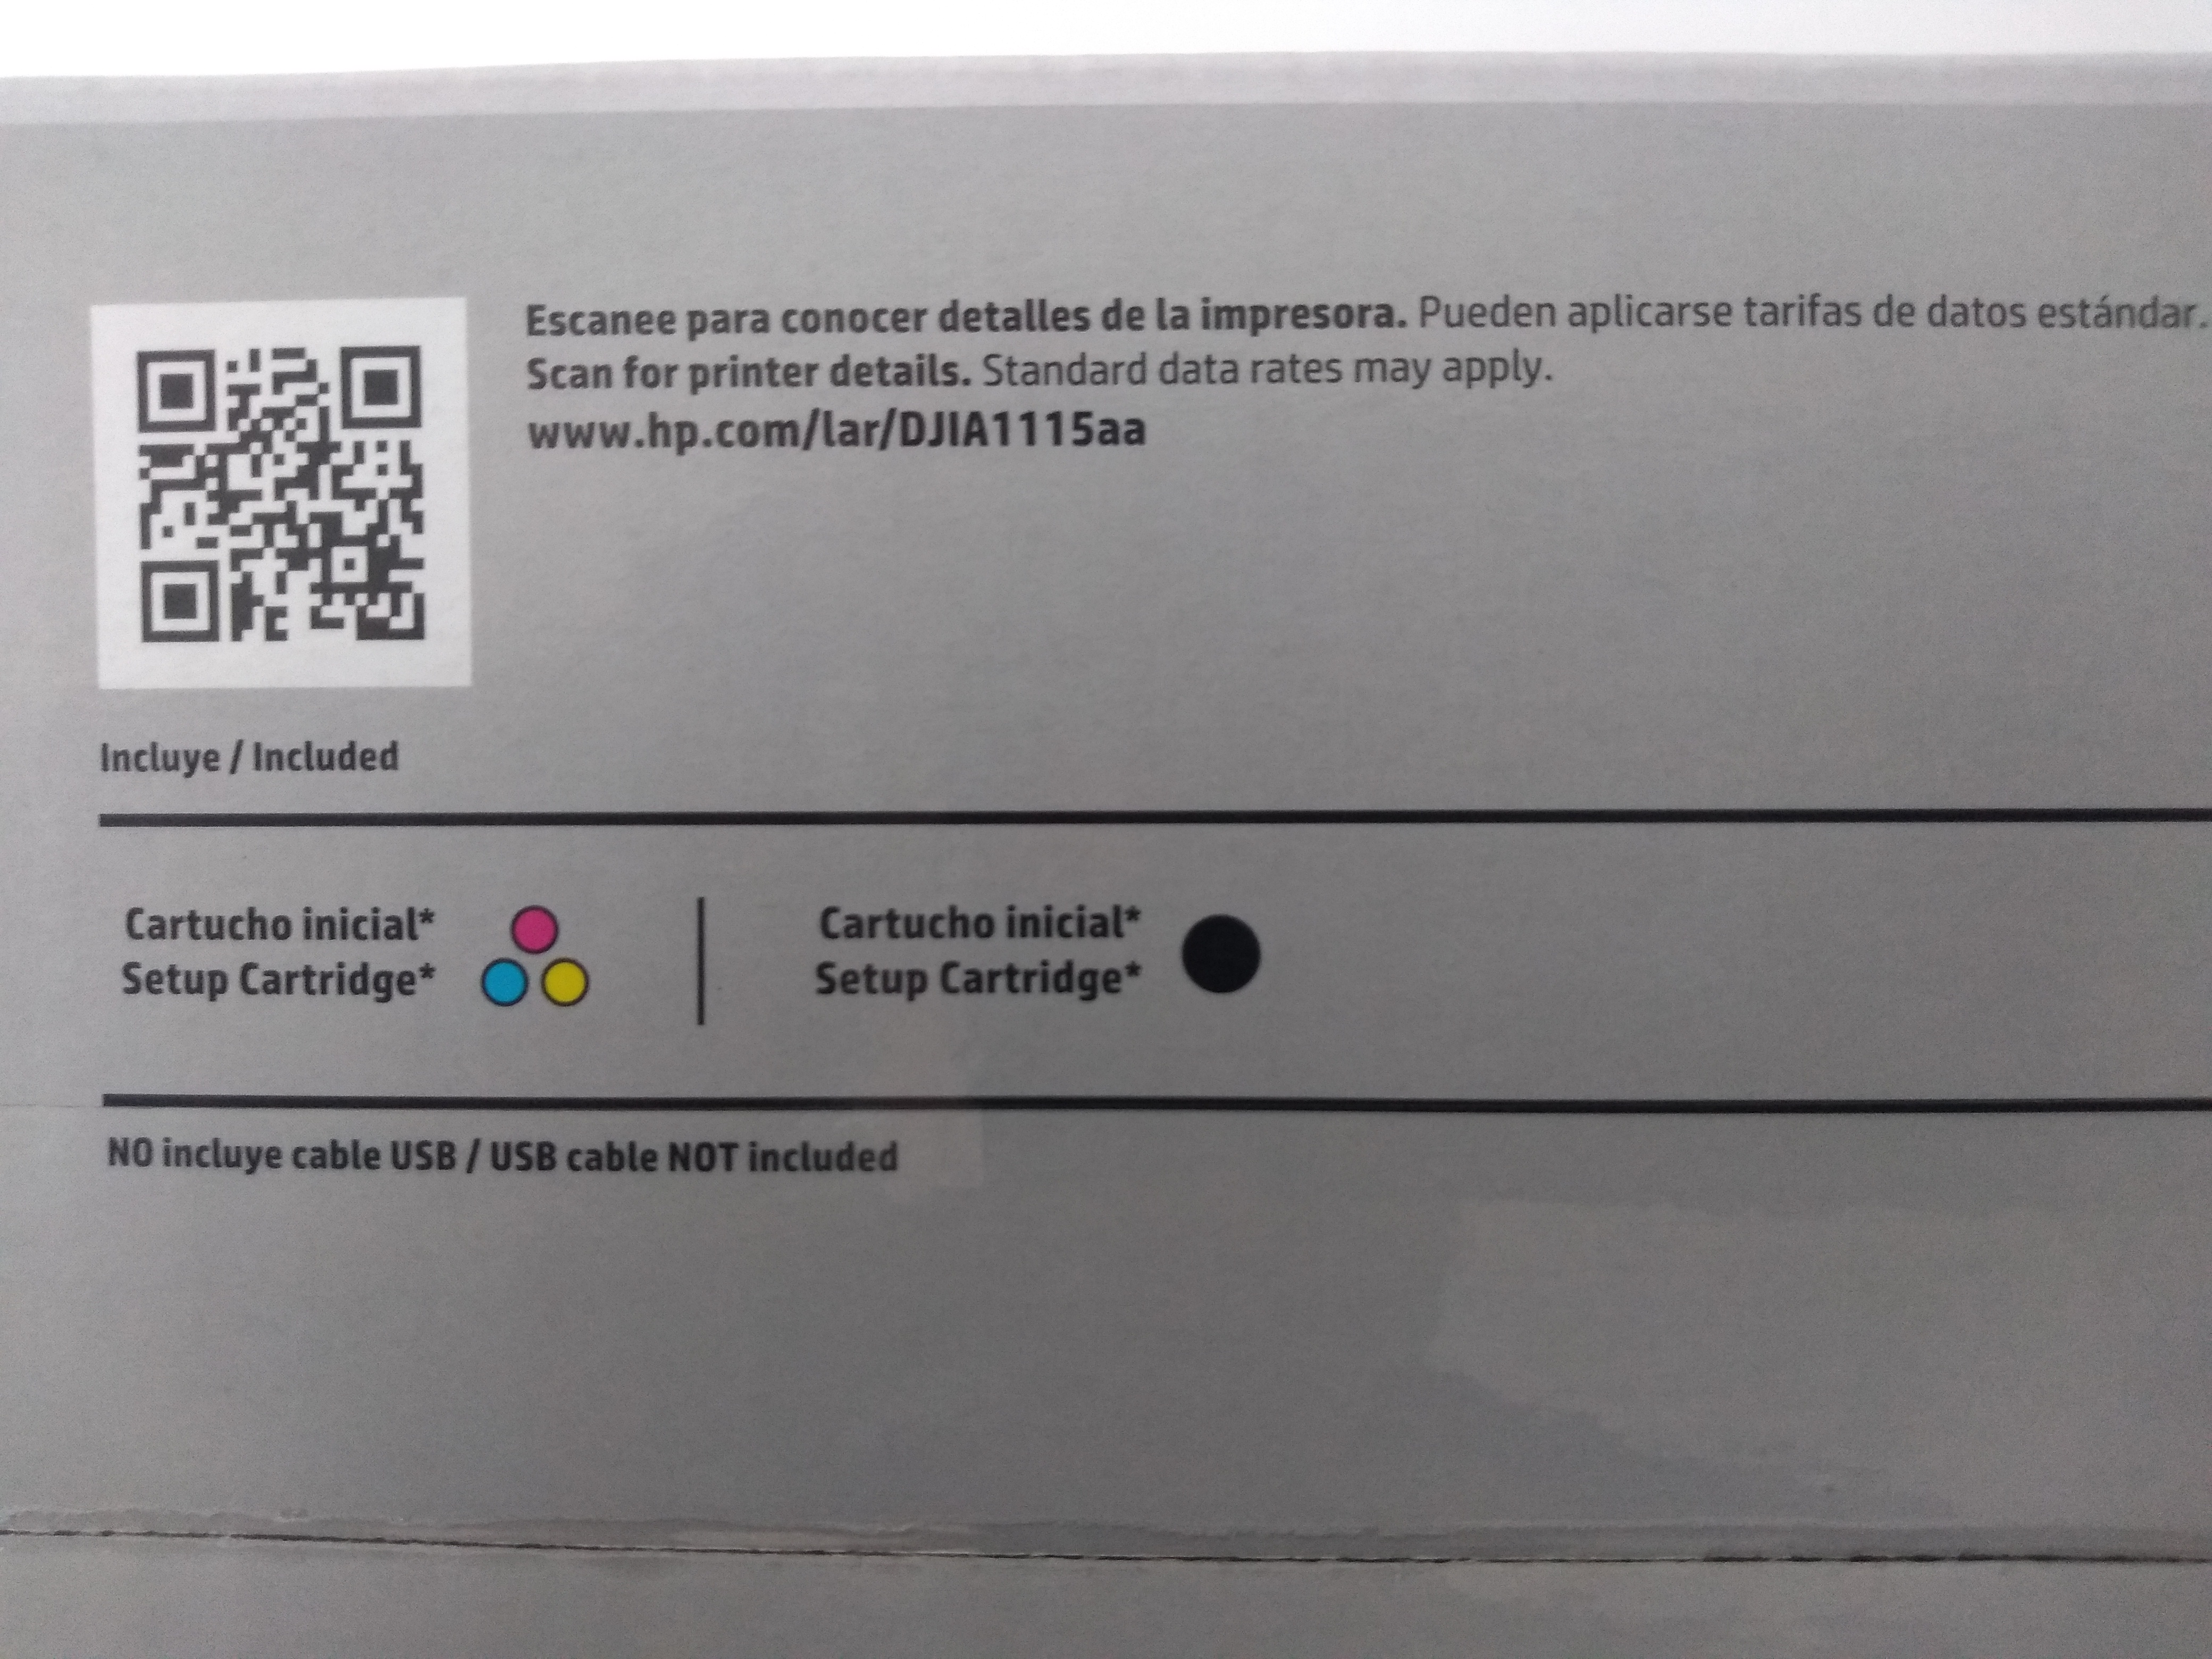 Escanee para conocer detalles de la impresora. Pueden aplicarse tarifas de datos estándar.
Scan for printer details. Standard data rates may apply.
www.hp.com/lar/DJIA1115aa
Incluye / Included
Cartucho inicial*
Setup Cartridge*
Cartucho inicial*
Setup Cartridge*
NO incluye cable USB / USB cable NOT included